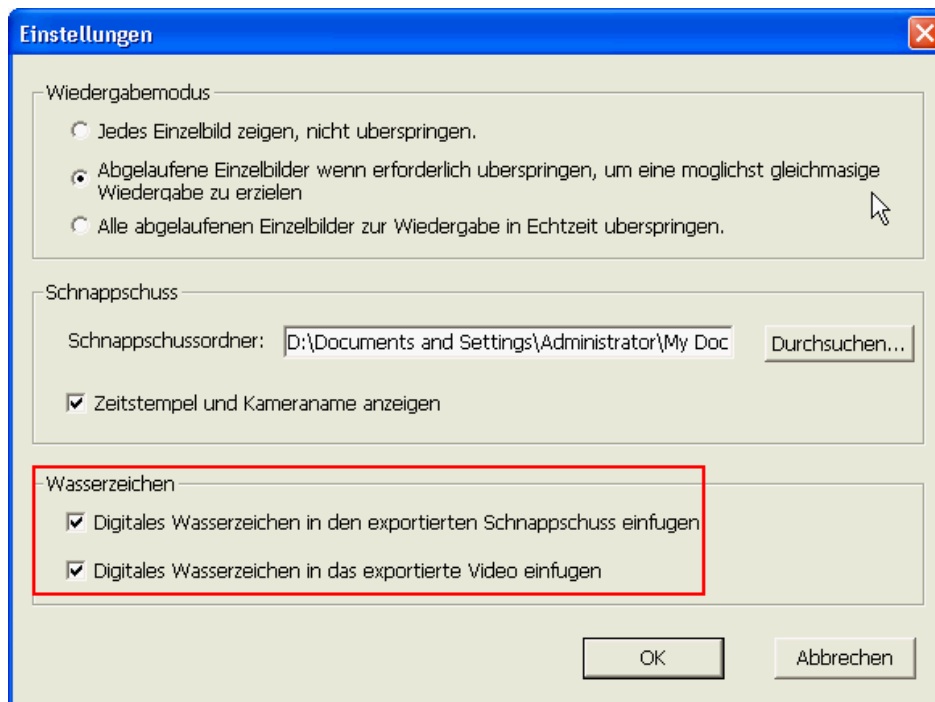 Einstellungen
Wiedergabemodus
Jedes Einzelbild zeigen, nicht uberspringen.
Abgelaufene Einzelbilder wenn erforderlich uberspringen, um eine moglichst gleichmasige
Wiedergabe zu erzielen
Alle abgelaufenen Einzelbilder zur Wiedergabe in Echtzeit uberspringen.
Schnappschuss
Schnappschussordner: D:\Documents and Settings\Administrator\My Doc Durchsuchen...
Zeitstempel und Kameraname anzeigen
Wasserzeichen
Digitales Wasserzeichen in den exportierten Schnappschuss einfugen
Digitales Wasserzeichen in das exportierte Video einfugen
OK Abbrechen